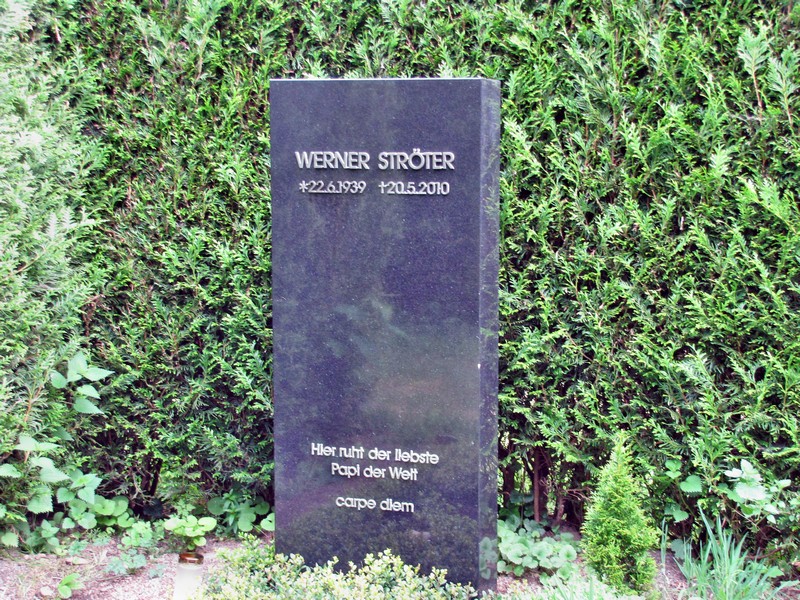 WERNER STRÖTER
*22.6.1939 †20.5.2010
Hier ruht der liebste
Papi der Welt
carpe diem